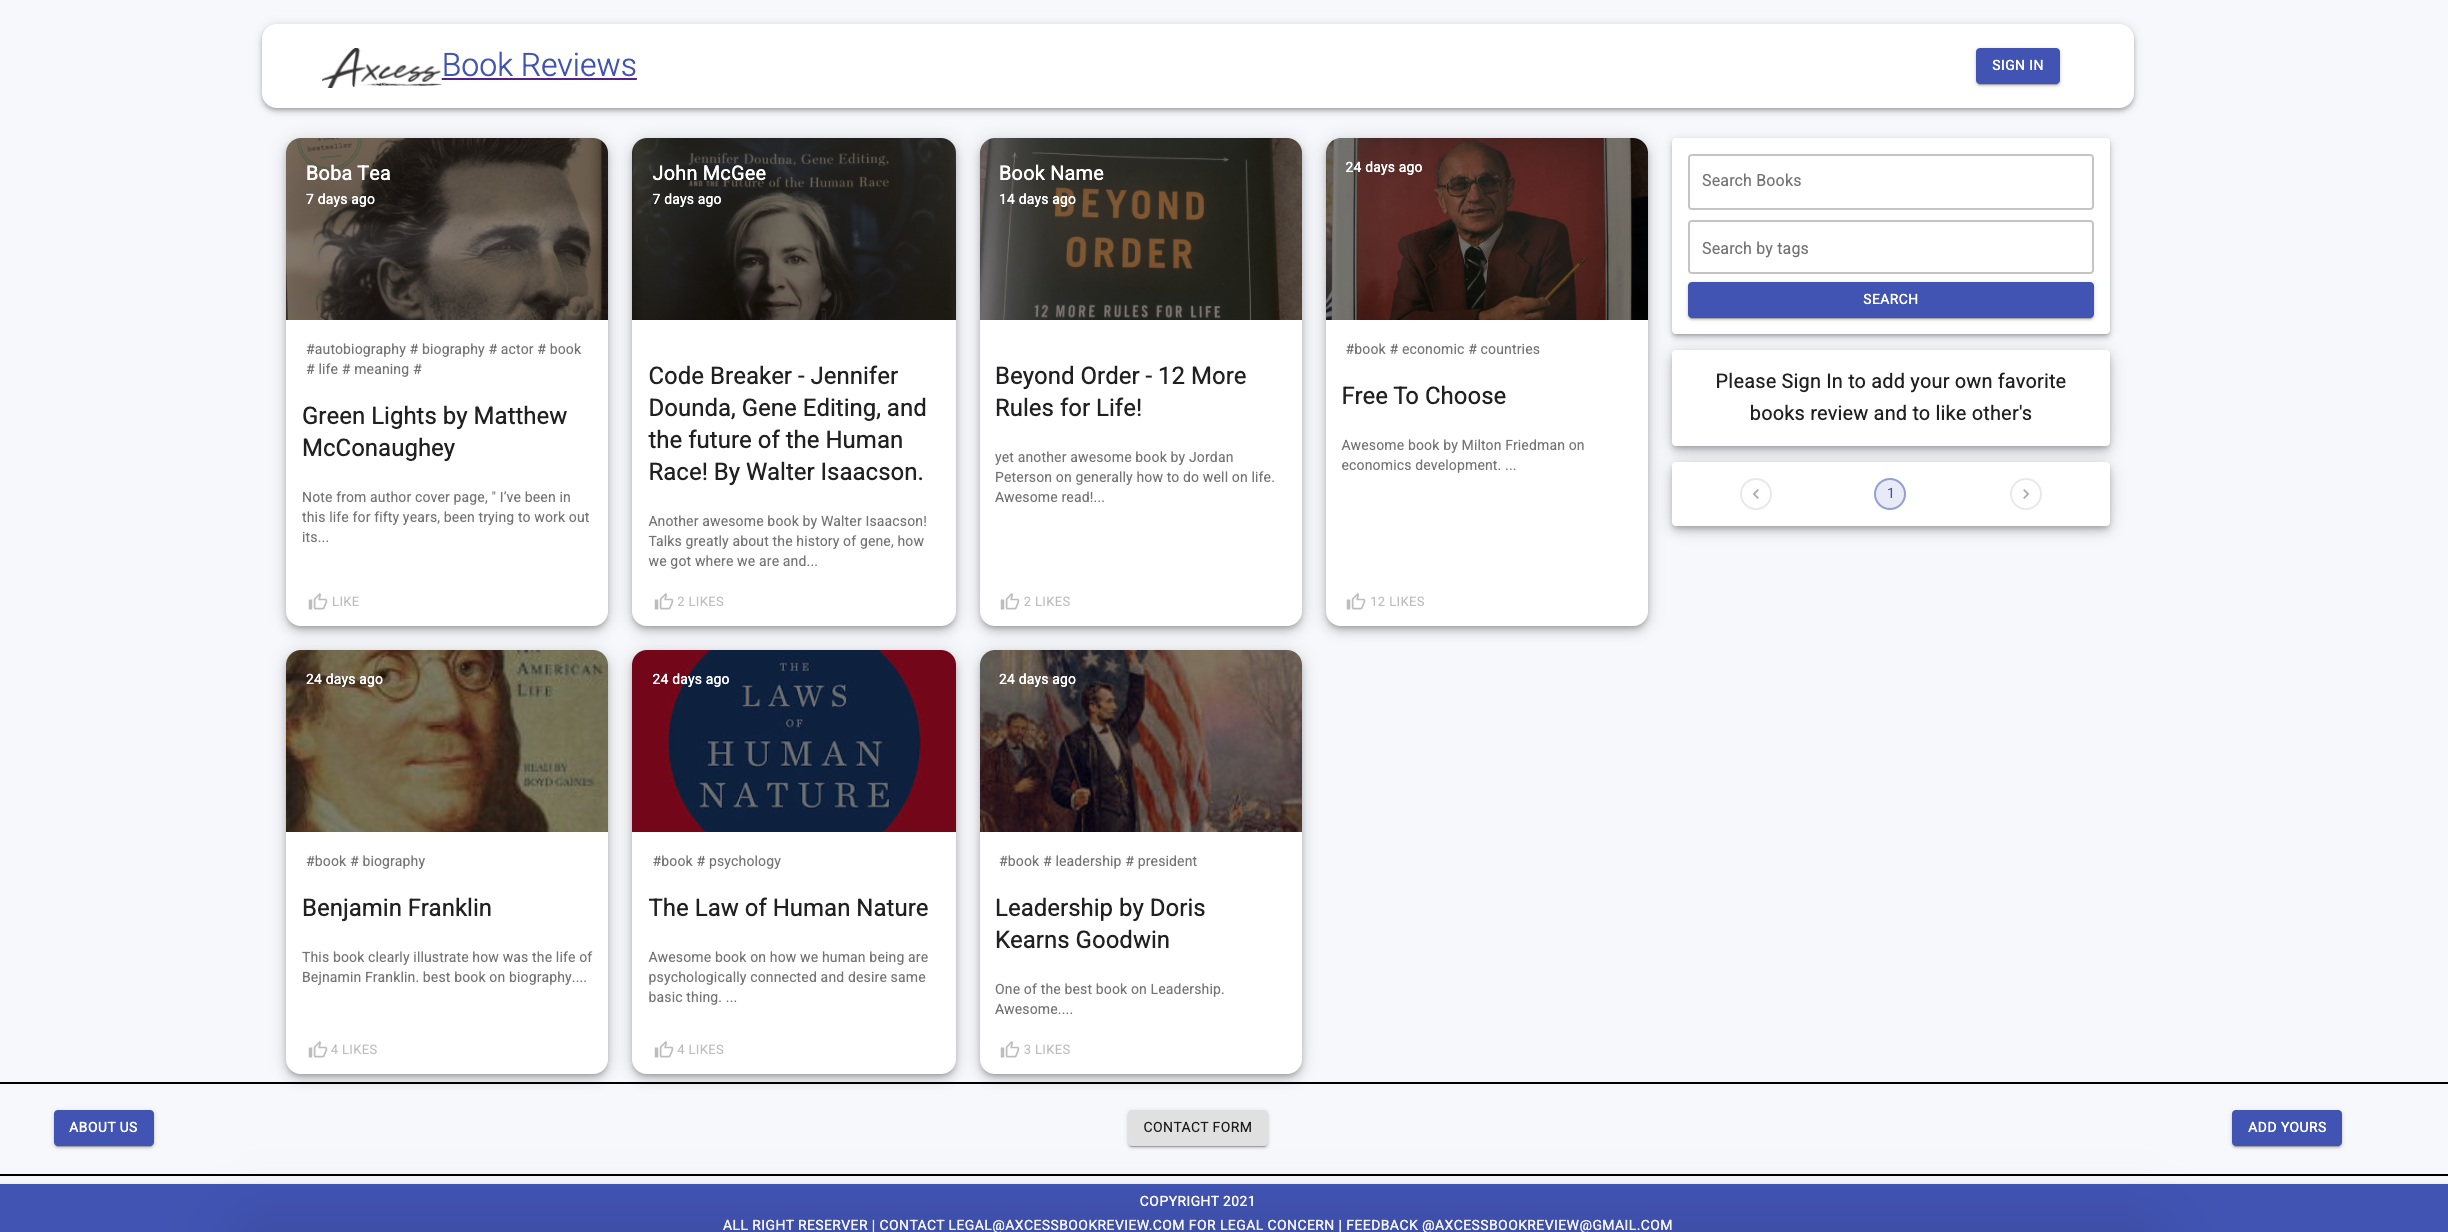 Axcess Book Reviews
SIGN IN
bestseller
Boba Tea
7 days ago
#autobiography # biography # actor # book
# life # meaning #
Green Lights by Matthew
McConaughey
Note from author cover page, " I've been in
this life for fifty years, been trying to work out
its...
LIKE
Jennifer Doudna, Gene Editing,
AND THE Future of the Human Race
John McGee
7 days ago
Code Breaker - Jennifer
Dounda, Gene Editing, and
the future of the Human
Race! By Walter Isaacson.
Another awesome book by Walter Isaacson!
Talks greatly about the history of gene, how
we got where we are and...
2 LIKES
Book Name
14 days ago
BEYOND
ORDER
12 MORE RULES FOR LIFE
Beyond Order - 12 More
Rules for Life!
yet another awesome book by Jordan
Peterson on generally how to do well on life.
Awesome read!...
2 LIKES
24 days ago
#book # economic # countries
Free To Choose
Awesome book by Milton Friedman on
economics development. ...
12 LIKES
Search Books
Search by tags
SEARCH
Please Sign In to add your own favorite
books review and to like other's
1
24 days ago
AMERICAN
LIFE
READ BY
BOYD GAINES
#book # biography
Benjamin Franklin
This book clearly illustrate how was the life of
Bejnamin Franklin. best book on biography....
4 LIKES
24 days ago
THE
LAWS
OF
HUMAN
NATURE
#book # psychology
The Law of Human Nature
Awesome book on how we human being are
psychologically connected and desire same
basic thing. ...
4 LIKES
24 days ago
#book # leadership # president
Leadership by Doris
Kearns Goodwin
One of the best book on Leadership.
Awesome....
3 LIKES
ABOUT US
CONTACT FORM
ADD YOURS
COPYRIGHT 2021
ALL RIGHT RESERVER | CONTACT LEGAL@AXCESSBOOKREVIEW.COM FOR LEGAL CONCERN | FEEDBACK @AXCESSBOOKREVIEW@GMAIL.COM